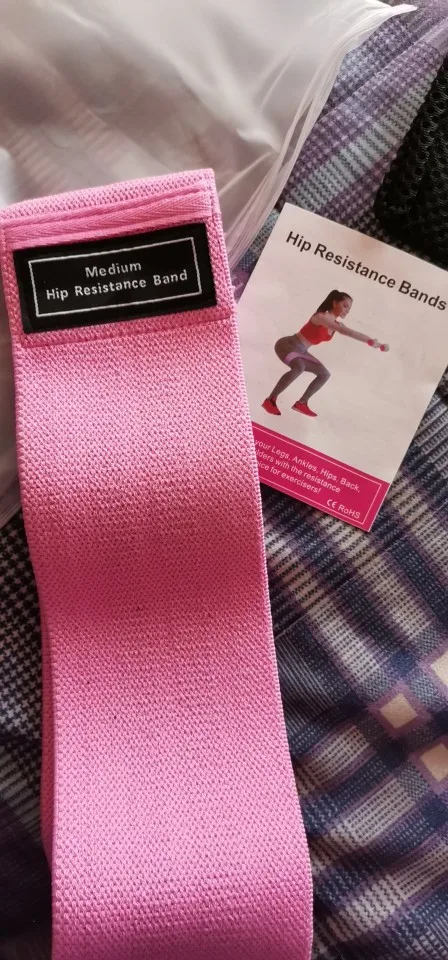 Medium
Hip Resistance Band
Hip Resistance Bands
your Legs, Ankles, Hips, Back,
with the resistance
for exercisers!
CE RoHS